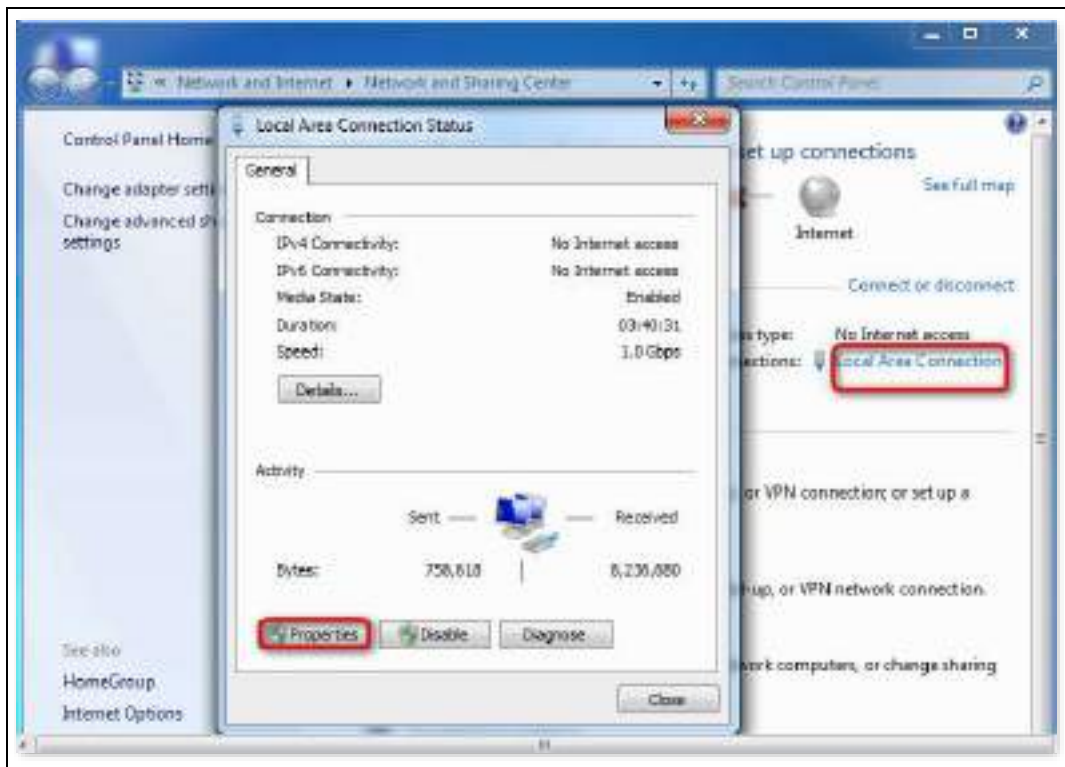 « Network and Internet ▸ Network and Sharing Center
Search Control Panel
Control Panel Home
Change adapter setti
Change advanced sh
settings
See also
HomeGroup
Internet Options
Local Area Connection Status
General
Connection
IPv4 Connectivity: No Internet access
IPv6 Connectivity: No Internet access
Media State: Enabled
Duration: 03:40:31
Speed: 1.0 Gbps
Details...
Activity
Sent — — Received
Bytes: 758,618 | 8,238,880
Properties Disable Diagnose
Close
set up connections
See full map
Internet
Connect or disconnect
s type: No Internet access
ections: Local Area Connection
or VPN connection; or set up a
-up, or VPN network connection.
work computers, or change sharing